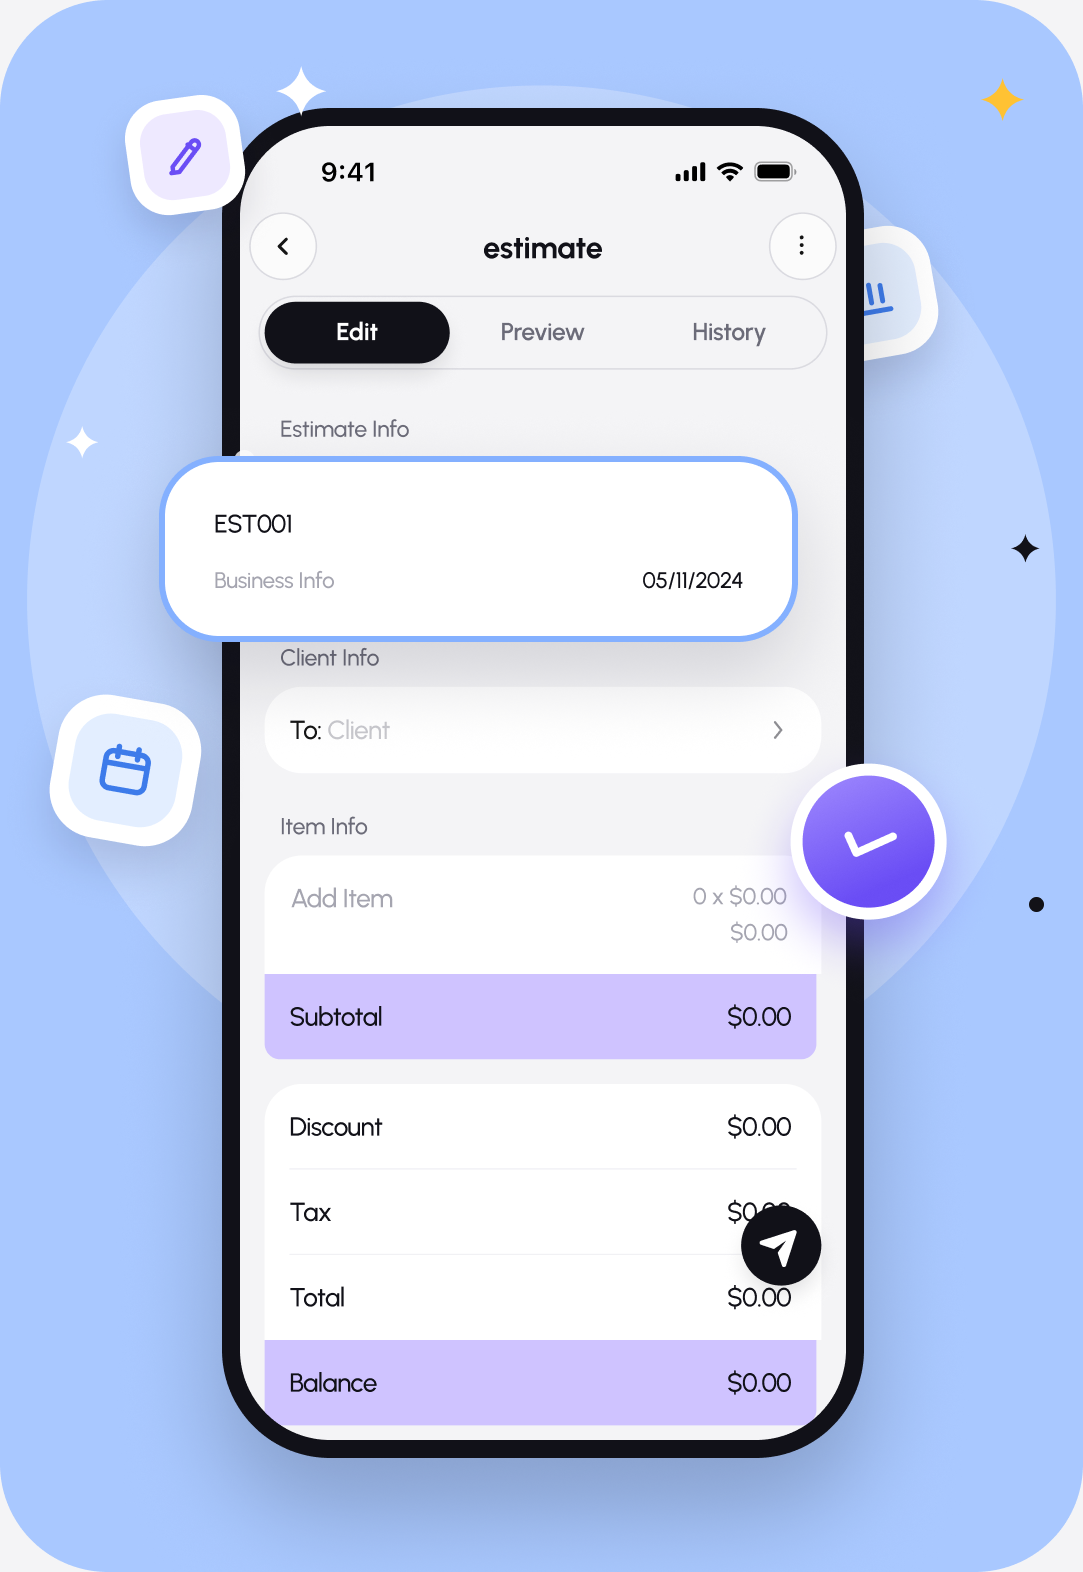 9:41
estimate
Edit Preview History
Estimate Info
EST001
Business Info 05/11/2024
Client Info
To: Client
Item Info
Add Item 0 x $0.00
$0.00
Subtotal $0.00
Discount $0.00
Tax
Total $0.00
Balance $0.00